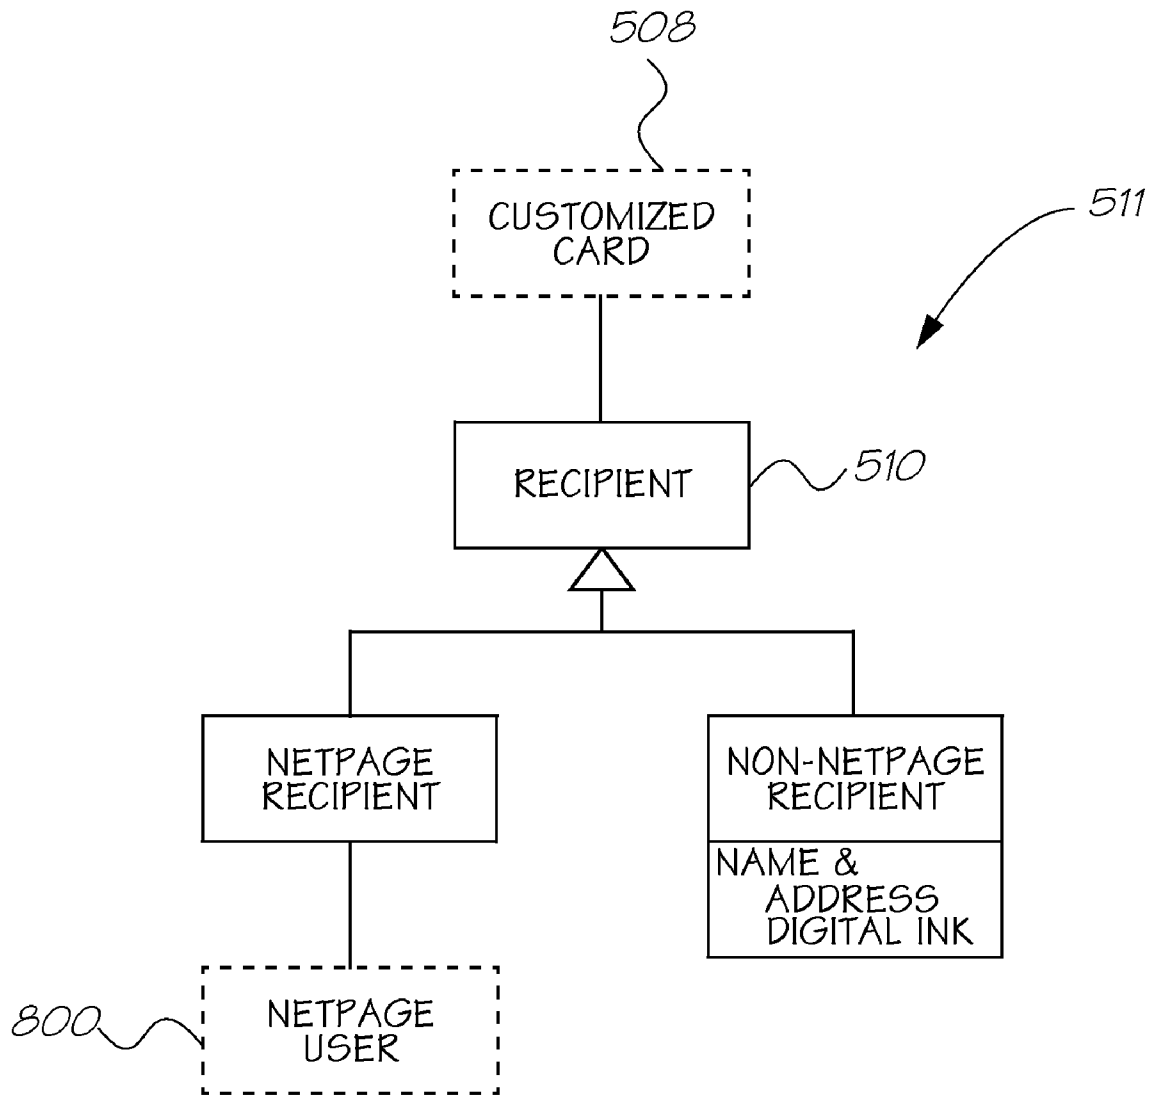 508
CUSTOMIZED
CARD
511
RECIPIENT
510
NETPAGE
RECIPIENT
NON-NETPAGE
RECIPIENT
NAME &
ADDRESS
DIGITAL INK
800
NETPAGE
USER